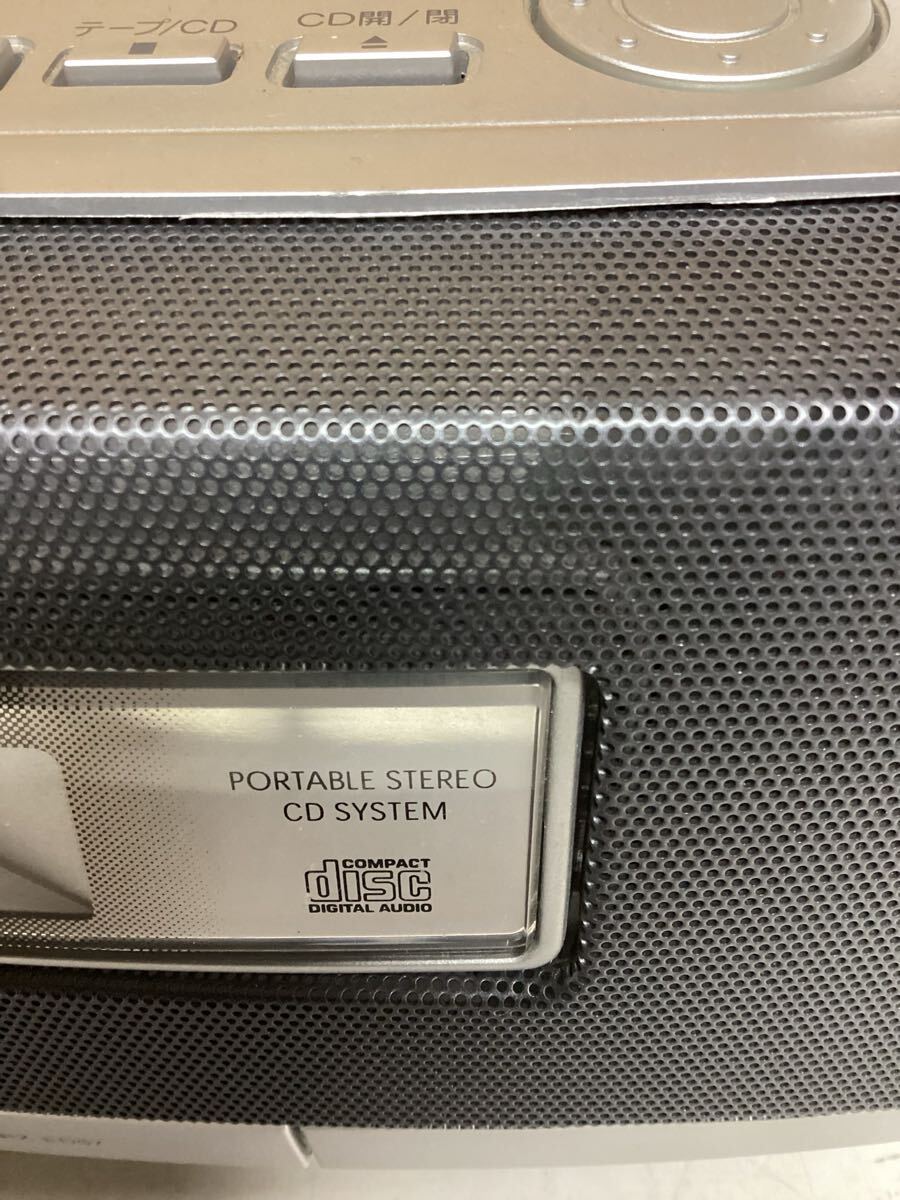 テープ/CD
■
CD開/閉
▲
PORTABLE STEREO
CD SYSTEM
COMPACT
disc
DIGITAL AUDIO